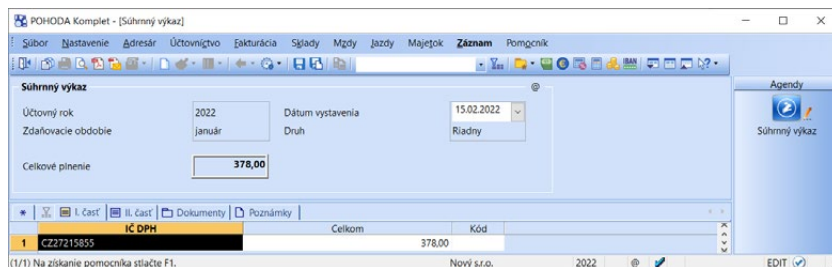 POHODA Komplet - [Súhrnný výkaz]
Súbor Nastavenie Adresár Účtovníctvo Fakturácia Sklady Mzdy Jazdy Majetok Záznam Pomocník
IBAN
Súhrnný výkaz @
Agendy
Účtovný rok 2022 Dátum vystavenia 15.02.2022
Zdaňovacie obdobie január Druh Riadny
Súhrnný výkaz
Celkové plnenie 378,00
* I. časť II. časť Dokumenty Poznámky
IČ DPH Celkom Kód
1 CZ27215855 378,00
(1/1) Na získanie pomocníka stlačte F1. Nový s.r.o. 2022 @ EDIT